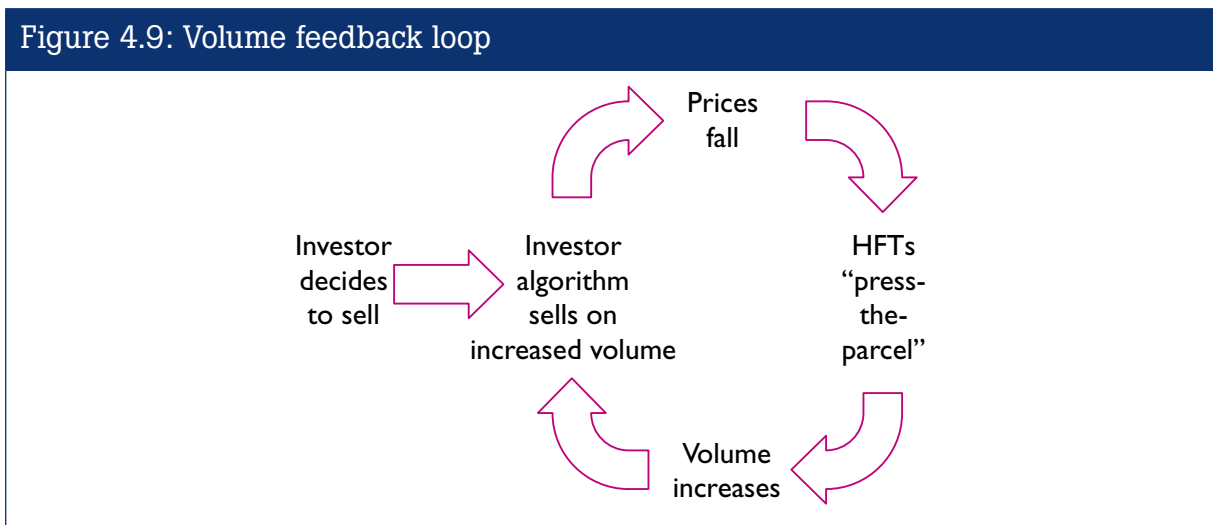 Figure 4.9: Volume feedback loop
Prices
fall
Investor
decides
to sell
Investor
algorithm
sells on
increased volume
HFTs
“press-
the-
parcel”
Volume
increases